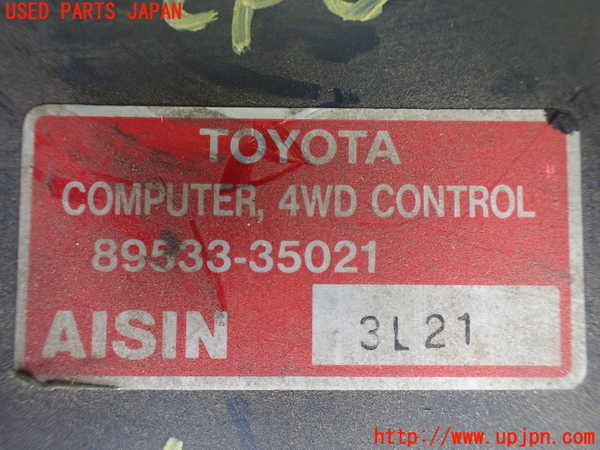 USED PARTS JAPAN
TOYOTA
COMPUTER, 4WD CONTROL
89533-35021
AISIN
3L21
http://www.upjpn.com